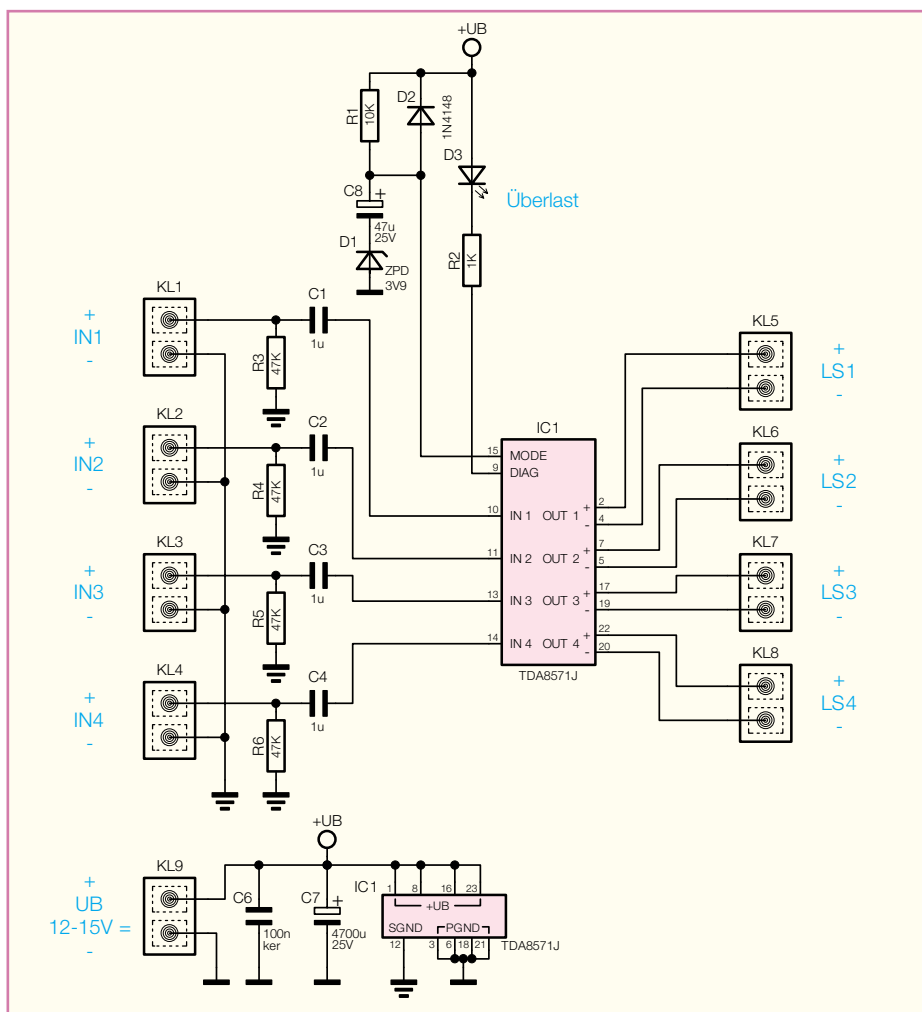 +UB
R1
10K
D2
1N4148
D3
Überlast
C8
+
47u
25V
D1
ZPD
3V9
R2
1K
KL1
+
IN1
-
C1
1u
R3
47K
KL2
+
IN2
-
C2
1u
R4
47K
KL3
+
IN3
-
C3
1u
R5
47K
KL4
+
IN4
-
C4
1u
R6
47K
IC1
15 MODE
9 DIAG
10 IN 1 OUT 1 + 2
- 4
11 IN 2 OUT 2 + 7
- 5
13 IN 3 OUT 3 + 17
- 19
14 IN 4 OUT 4 + 22
- 20
TDA8571J
KL5
+
LS1
-
KL6
+
LS2
-
KL7
+
LS3
-
KL8
+
LS4
-
+UB
KL9
+
UB
12-15V =
-
C6
100n
ker
C7
+
4700u
25V
IC1
1 8 16 23
+UB
SGND PGND
12 3 6 18 21
TDA8571J